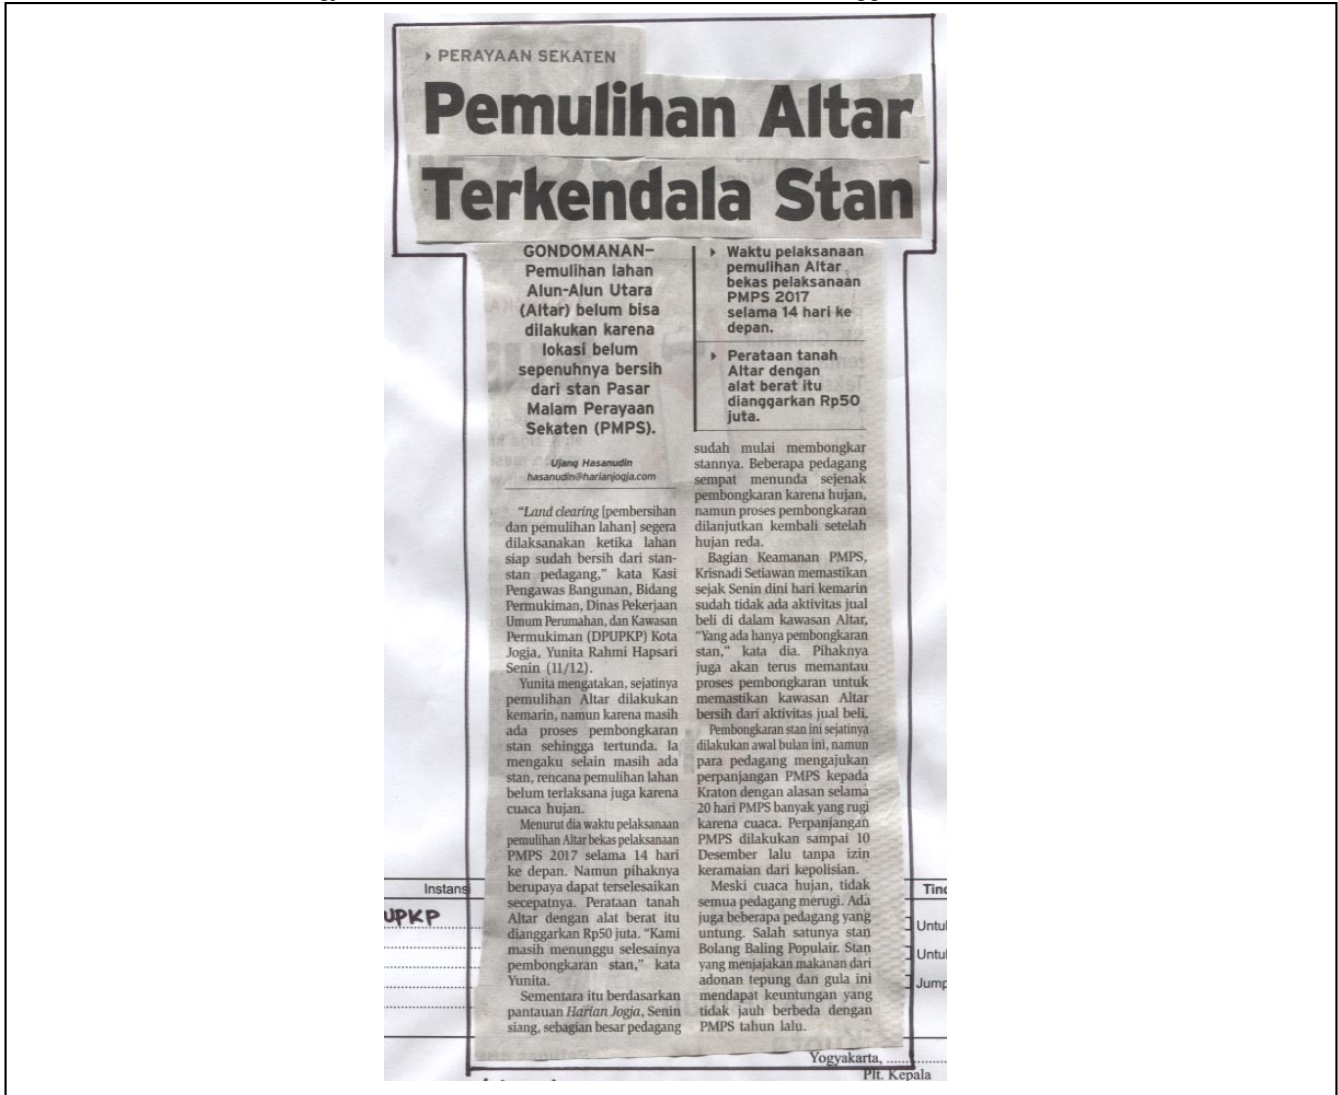 PERAYAAN SEKATEN
Pemulihan Altar
Terkendala Stan
GONDOMANAN—
Pemulihan lahan
Alun-Alun Utara
(Altar) belum bisa
dilakukan karena
lokasi belum
sepenuhnya bersih
dari stan Pasar
Malam Perayaan
Sekaten (PMPS).
Ujang Hasanudin
hasanudin@harianjogja.com
“Land clearing [pembersihan
dan pemulihan lahan] segera
dilaksanakan ketika lahan
siap sudah bersih dari stan-
stan pedagang,” kata Kasi
Pengawas Bangunan, Bidang
Permukiman, Dinas Pekerjaan
Umum Perumahan, dan Kawasan
Permukiman (DPUPKP) Kota
Jogja, Yunita Rahmi Hapsari
Senin (11/12).
Yunita mengatakan, sejatinya
pemulihan Altar dilakukan
kemarin, namun karena masih
ada proses pembongkaran
stan sehingga tertunda. Ia
mengaku selain masih ada
stan, rencana pemulihan lahan
belum terlaksana juga karena
cuaca hujan.
Menurut dia waktu pelaksanaan
pemulihan Altar bekas pelaksanaan
PMPS 2017 selama 14 hari
ke depan. Namun pihaknya
berupaya dapat terselesaikan
secepatnya. Perataan tanah
Altar dengan alat berat itu
dianggarkan Rp50 juta. “Kami
masih menunggu selesainya
pembongkaran stan,” kata
Yunita.
Sementara itu berdasarkan
pantauan Harian Jogja, Senin
siang, sebagian besar pedagang
Waktu pelaksanaan
pemulihan Altar
bekas pelaksanaan
PMPS 2017
selama 14 hari ke
depan.
Perataan tanah
Altar dengan
alat berat itu
dianggarkan Rp50
juta.
sudah mulai membongkar
stannya. Beberapa pedagang
sempat menunda sejenak
pembongkaran karena hujan,
namun proses pembongkaran
dilanjutkan kembali setelah
hujan reda.
Bagian Keamanan PMPS,
Krisnadi Setiawan memastikan
sejak Senin dini hari kemarin
sudah tidak ada aktivitas jual
beli di dalam kawasan Altar,
“Yang ada hanya pembongkaran
stan,” kata dia. Pihaknya
juga akan terus memantau
proses pembongkaran untuk
memastikan kawasan Altar
bersih dari aktivitas jual beli.
Pembongkaran stan ini sejatinya
dilakukan awal bulan ini, namun
para pedagang mengajukan
perpanjangan PMPS kepada
Kraton dengan alasan selama
20 hari PMPS banyak yang rugi
karena cuaca. Perpanjangan
PMPS dilakukan sampai 10
Desember lalu tanpa izin
keramaian dari kepolisian.
Meski cuaca hujan, tidak
semua pedagang merugi. Ada
juga beberapa pedagang yang
untung. Salah satunya stan
Bolang Baling Populair. Stan
yang menjajakan makanan dari
adonan tepung dan gula ini
mendapat keuntungan yang
tidak jauh berbeda dengan
PMPS tahun lalu.
Instans
UPKP
Tind
Untuk
Untuk
Jump
Yogyakarta, ............
Plt. Kepala